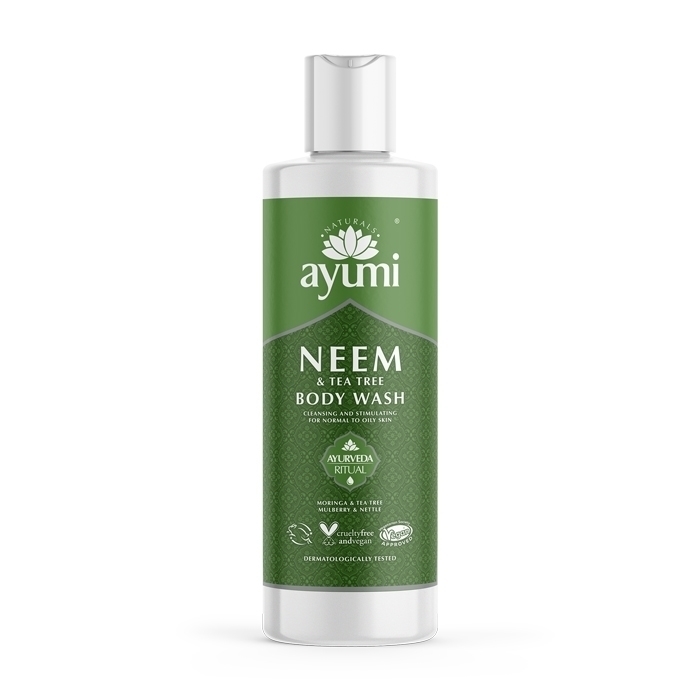 • NATURALS •
®
ayumi
NEEM
& TEA TREE
BODY WASH
CLEANSING AND STIMULATING
FOR NORMAL TO OILY SKIN
AYURVEDA
RITUAL
MORINGA & TEA TREE
MULBERRY & NETTLE
crueltyfree
andvegan
Vegan
APPROVED
DERMATOLOGICALLY TESTED